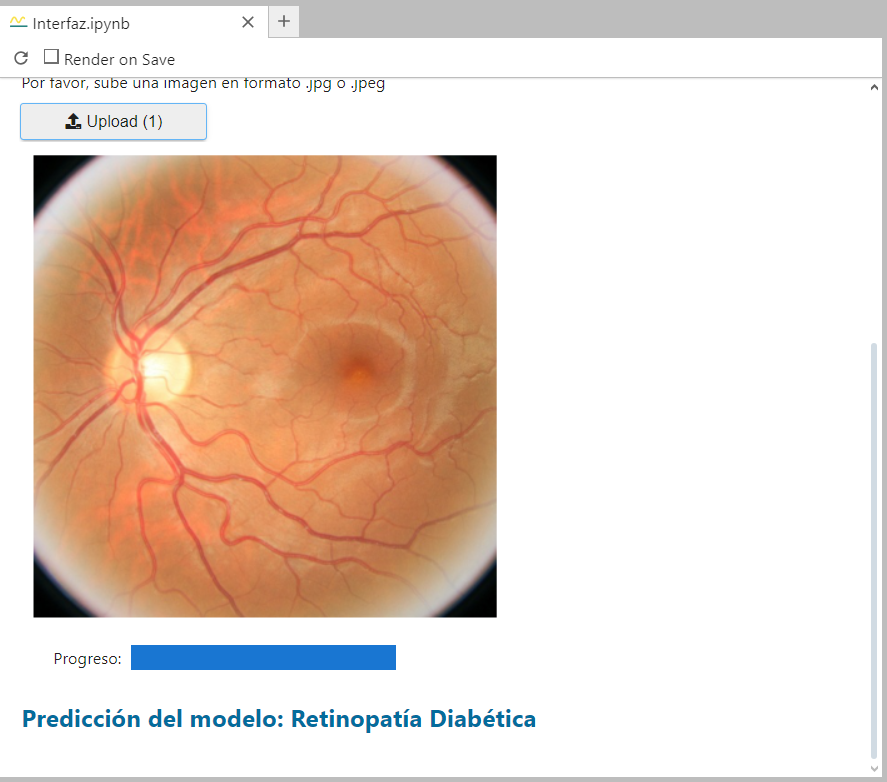 Interfaz.ipynb
Render on Save
Por favor, sube una imagen en formato .jpg o .jpeg
Upload (1)
Progreso:
Predicción del modelo: Retinopatía Diabética